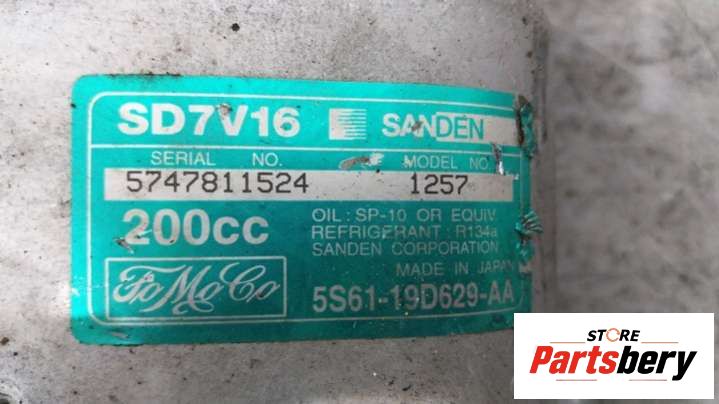 SD7V16 SANDEN
SERIAL NO. MODEL NO.
5747811524 1257
200cc
OIL : SP-10 OR EQUIV.
REFRIGERANT : R134a
SANDEN CORPORATION
MADE IN JAPAN
FoMoCo
5S61-19D629-AA
STORE
Partsbery